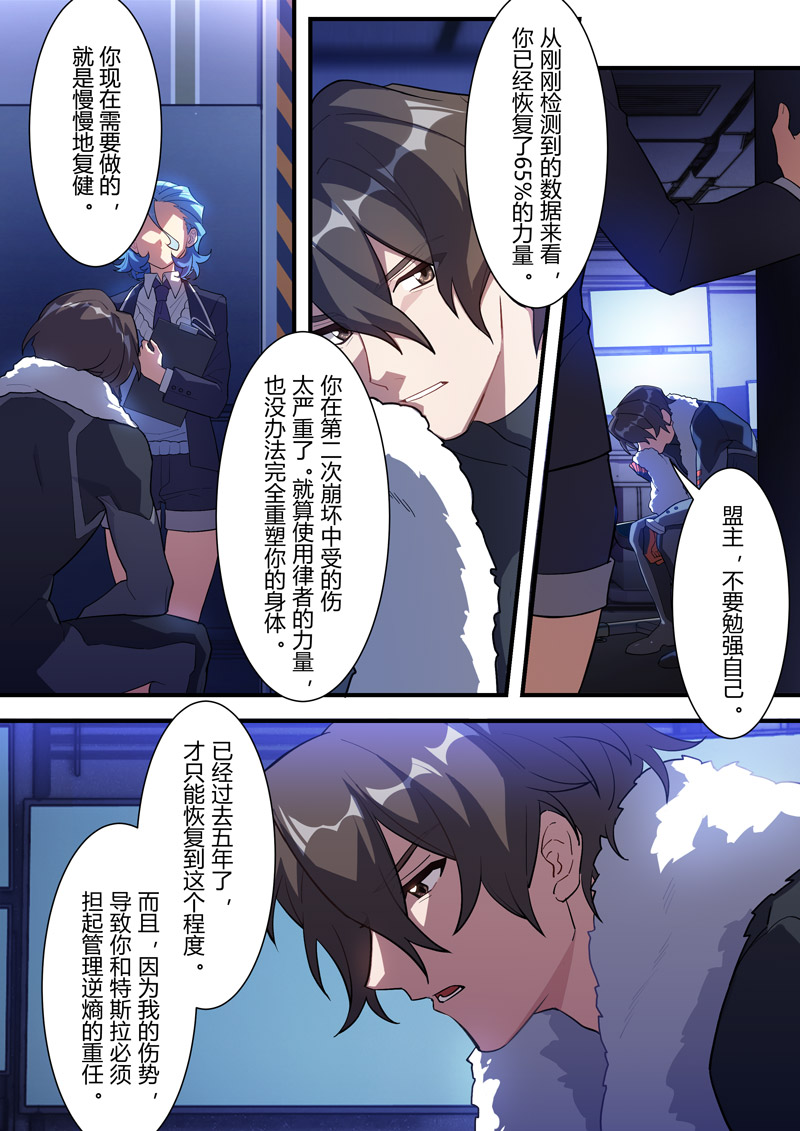 盟主，不要勉强自己。
从刚刚检测到的数据来看，
你已经恢复了65%的力量。
你在第二次崩坏中受的伤
太严重了。就算使用律者的力量，
也没办法完全重塑你的身体。
你现在需要做的，
就是慢慢地复健。
已经过去五年了，
才只能恢复到这个程度。
而且，因为我的伤势，
导致你和特斯拉必须
担起管理逆熵的重任。